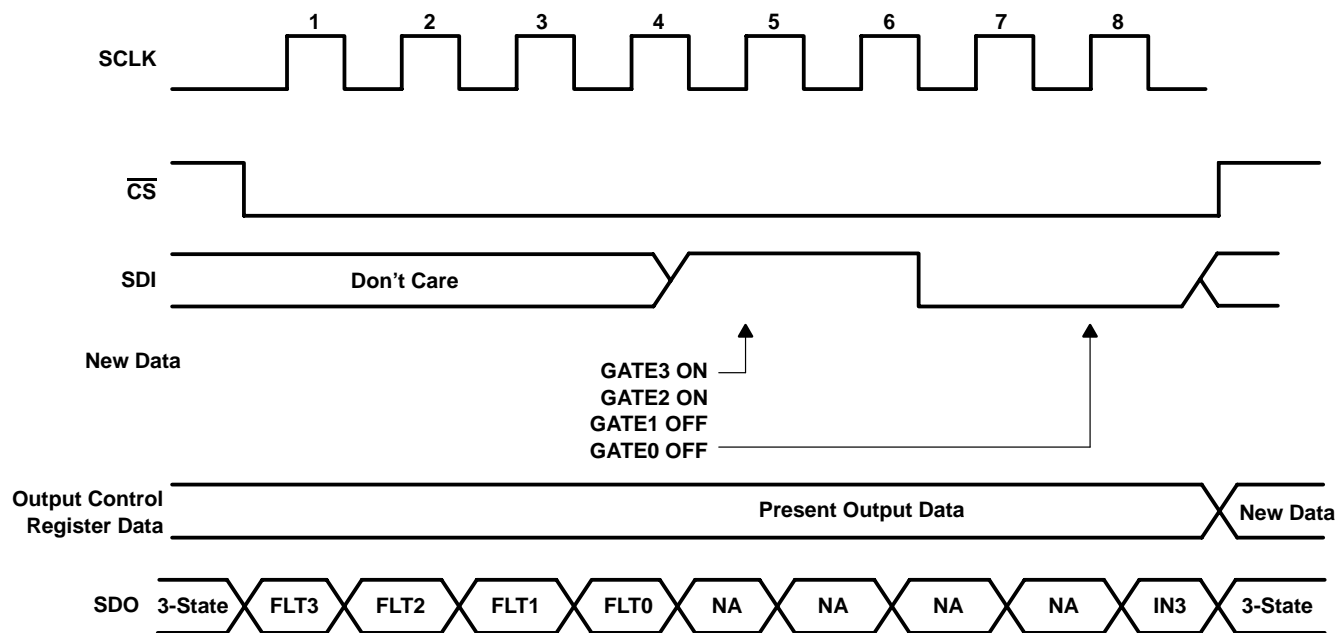 1 2 3 4 5 6 7 8
SCLK
CS
SDI
Don't Care
New Data
GATE3 ON
GATE2 ON
GATE1 OFF
GATE0 OFF
Output Control
Register Data
Present Output Data
New Data
SDO 3-State FLT3 FLT2 FLT1 FLT0 NA NA NA NA IN3 3-State